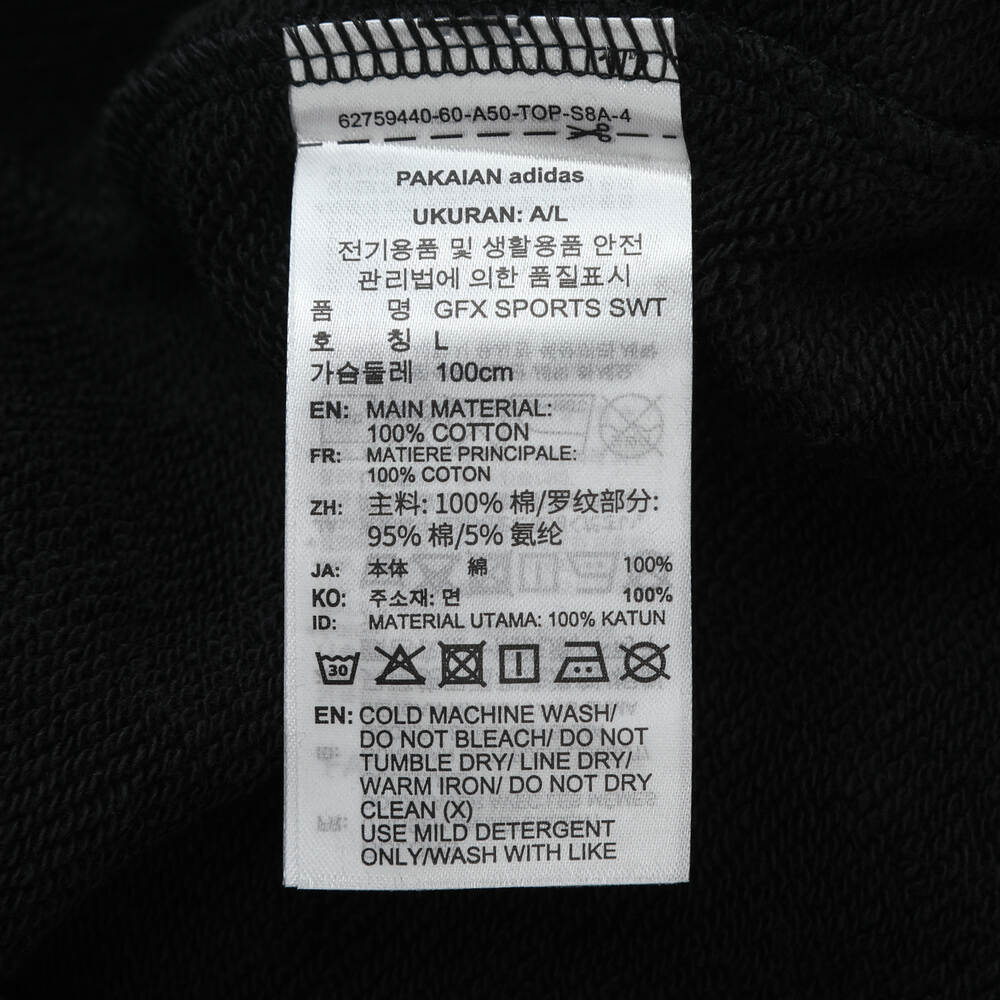 62759440-60-A50-TOP-S8A-4
PAKAIAN adidas
UKURAN: A/L
전기용품 및 생활용품 안전
관리법에 의한 품질표시
품 명 GFX SPORTS SWT
호 칭 L
가슴둘레 100cm
EN: MAIN MATERIAL:
100% COTTON
FR: MATIERE PRINCIPALE:
100% COTON
ZH: 主料: 100% 棉/罗纹部分:
95% 棉/5% 氨纶
JA: 本体 綿 100%
KO: 주소재: 면 100%
ID: MATERIAL UTAMA: 100% KATUN
30
EN: COLD MACHINE WASH/
DO NOT BLEACH/ DO NOT
TUMBLE DRY/ LINE DRY/
WARM IRON/ DO NOT DRY
CLEAN (X)
USE MILD DETERGENT
ONLY/WASH WITH LIKE